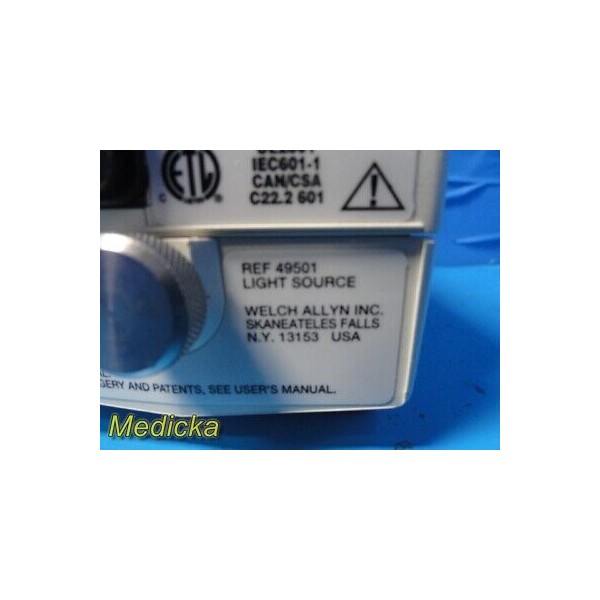 IEC601-1
CAN/CSA
C22.2 601
ETL
C
®
REF 49501
LIGHT SOURCE
WELCH ALLYN INC.
SKANEATELES FALLS
N.Y. 13153 USA
AND PATENTS, SEE USER'S MANUAL.
Medicka